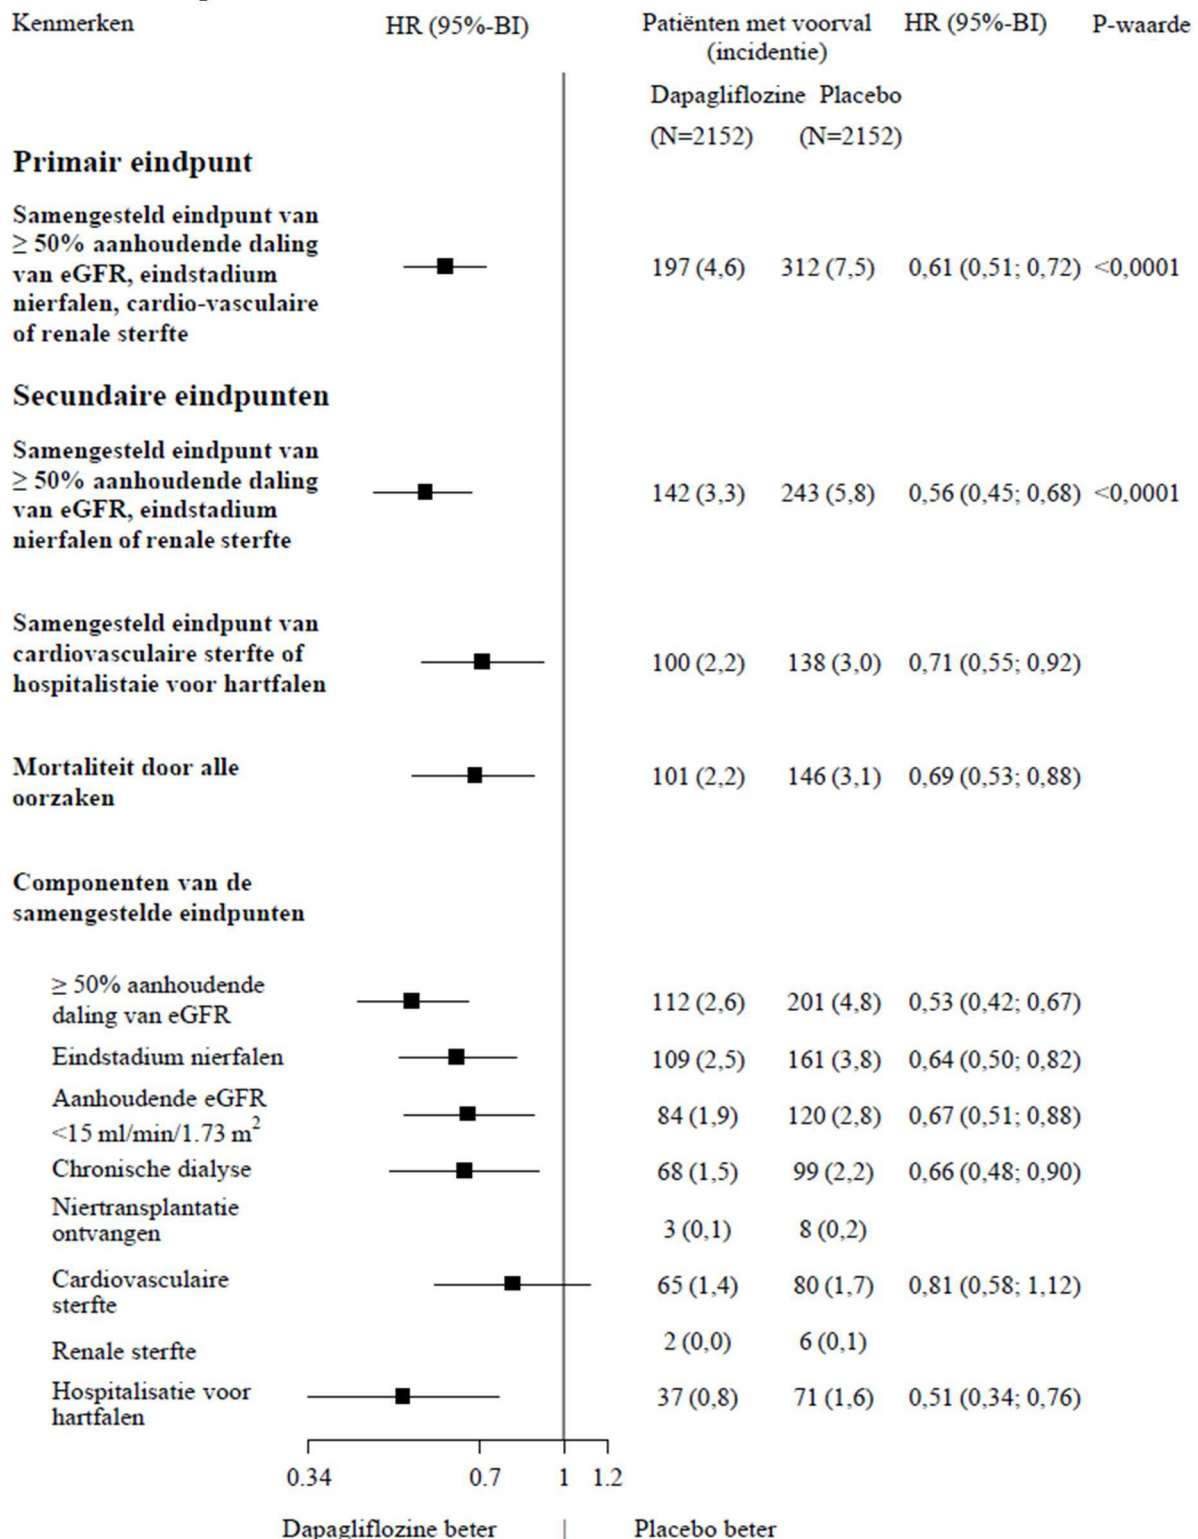 Kenmerken HR (95%-BI) Patiënten met voorval HR (95%-BI) P-waarde
(incidentie)
Dapagliflozine Placebo
(N=2152) (N=2152)
Primair eindpunt
Samengesteld eindpunt van
≥ 50% aanhoudende daling
van eGFR, eindstadium 197 (4,6) 312 (7,5) 0,61 (0,51; 0,72) <0,0001
nierfalen, cardio-vasculaire
of renale sterfte
Secundaire eindpunten
Samengesteld eindpunt van
≥ 50% aanhoudende daling 142 (3,3) 243 (5,8) 0,56 (0,45; 0,68) <0,0001
van eGFR, eindstadium
nierfalen of renale sterfte
Samengesteld eindpunt van
cardiovasculaire sterfte of 100 (2,2) 138 (3,0) 0,71 (0,55; 0,92)
hospitalistaie voor hartfalen
Mortaliteit door alle 101 (2,2) 146 (3,1) 0,69 (0,53; 0,88)
oorzaken
Componenten van de
samengestelde eindpunten
≥ 50% aanhoudende 112 (2,6) 201 (4,8) 0,53 (0,42; 0,67)
daling van eGFR
Eindstadium nierfalen 109 (2,5) 161 (3,8) 0,64 (0,50; 0,82)
Aanhoudende eGFR 84 (1,9) 120 (2,8) 0,67 (0,51; 0,88)
<15 ml/min/1.73 m²
Chronische dialyse 68 (1,5) 99 (2,2) 0,66 (0,48; 0,90)
Niertransplantatie 3 (0,1) 8 (0,2)
ontvangen
Cardiovasculaire 65 (1,4) 80 (1,7) 0,81 (0,58; 1,12)
sterfte
Renale sterfte 2 (0,0) 6 (0,1)
Hospitalisatie voor 37 (0,8) 71 (1,6) 0,51 (0,34; 0,76)
hartfalen
0.34 0.7 1 1.2
Dapagliflozine beter Placebo beter